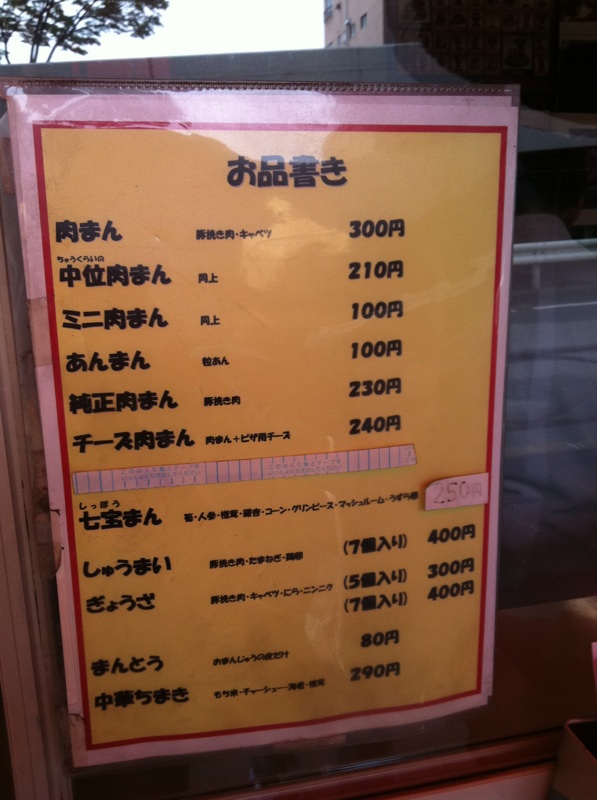 お品書き
肉まん 豚挽き肉・キャベツ 300円
ちゅうくらいの
中位肉まん 同上 210円
ミニ肉まん 同上 100円
あんまん 粒あん 100円
純正肉まん 豚挽き肉 230円
チーズ肉まん 肉まん+ピザ用チーズ 240円
しっぽう
七宝まん 筍・人参・椎茸・銀杏・コーン・グリンピース・マッシュルーム・うずら卵 250円
しゅうまい 豚挽き肉・たまねぎ・鶏卵 (7個入り) 400円
ぎょうざ 豚挽き肉・キャベツ・にら・ニンニク (5個入り) 300円
(7個入り) 400円
まんとう おまんじゅうの皮だけ 80円
中華ちまき もち米・チャーシュー・海老・椎茸 290円